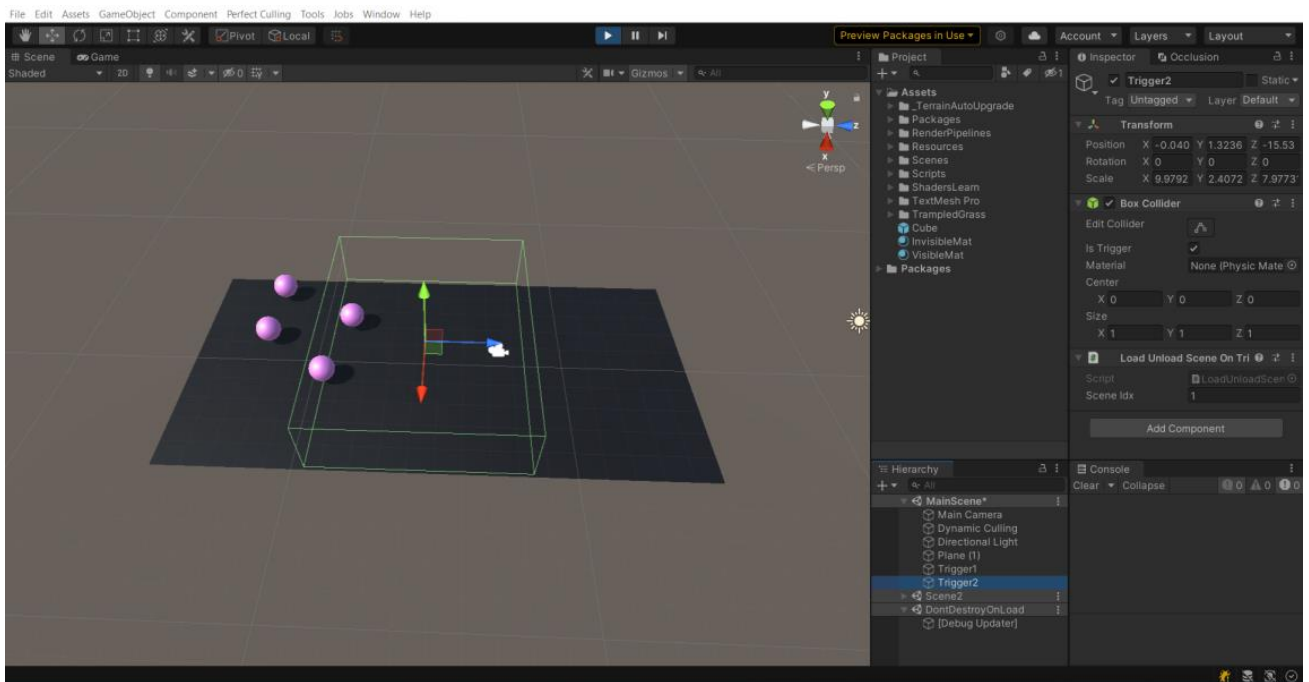 File Edit Assets GameObject Component Perfect Culling Tools Jobs Window Help
Pivot Local Preview Packages in Use Account Layers Layout
Scene Game
Shaded 2D Gizmos All
y
z
x
Persp
Project
1
Assets
_TerrainAutoUpgrade
Packages
RenderPipelines
Resources
Scenes
Scripts
ShadersLearn
TextMesh Pro
TrampledGrass
Cube
InvisibleMat
VisibleMat
Packages
Hierarchy
All
MainScene*
Main Camera
Dynamic Culling
Directional Light
Plane (1)
Trigger1
Trigger2
Scene2
DontDestroyOnLoad
[Debug Updater]
Inspector Occlusion
Trigger2 Static
Tag Untagged Layer Default
Transform
Position X -0.040 Y 1.3236 Z -15.53
Rotation X 0 Y 0 Z 0
Scale X 9.9792 Y 2.4072 Z 7.9773
Box Collider
Edit Collider
Is Trigger
Material None (Physic Mate
Center
X 0 Y 0 Z 0
Size
X 1 Y 1 Z 1
Load Unload Scene On Tri
Script LoadUnloadScen
Scene Idx 1
Add Component
Console
Clear Collapse 0 0 0